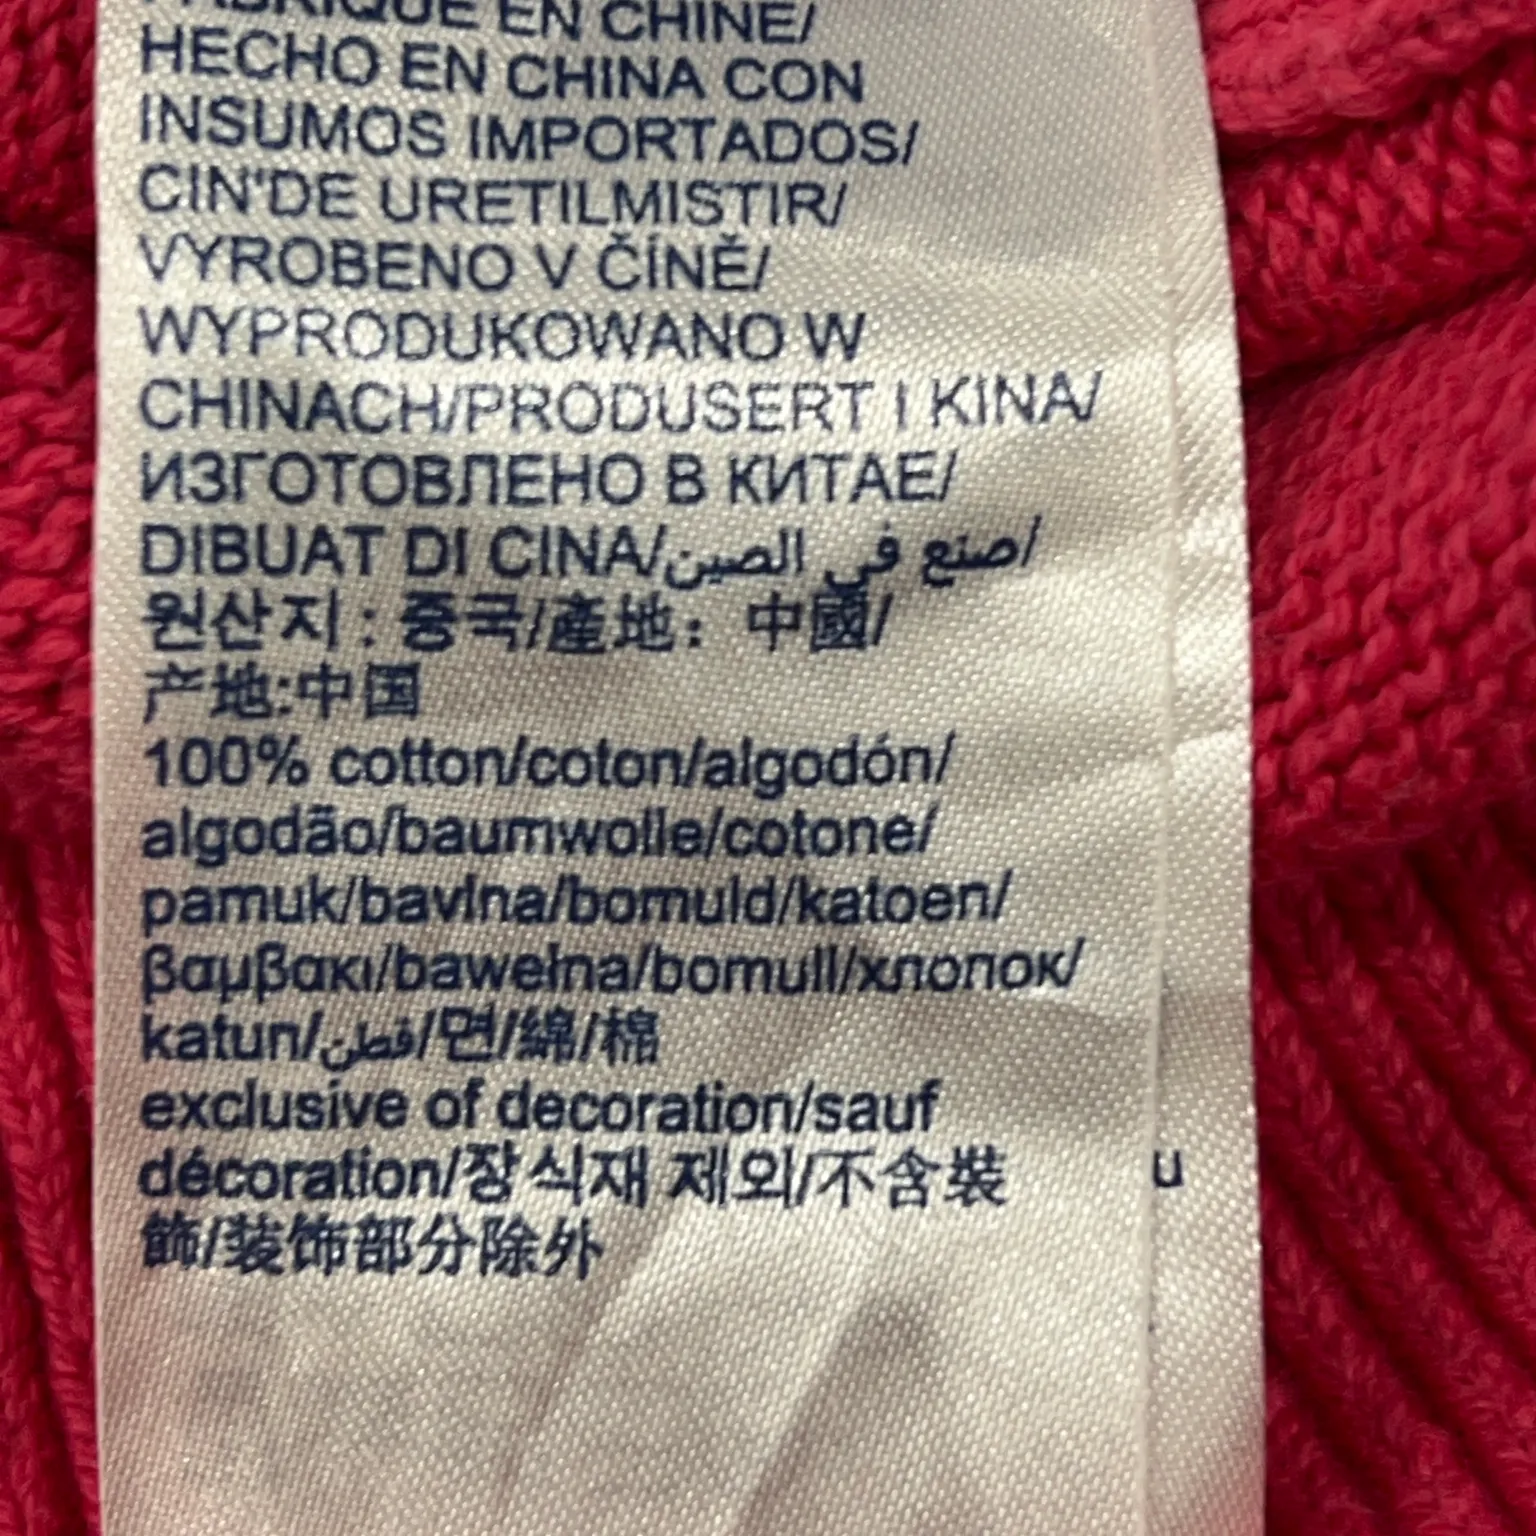 FABRIQUÉ EN CHINE/
HECHO EN CHINA CON
INSUMOS IMPORTADOS/
CIN'DE URETILMISTIR/
VYROBENO V ČÍNĚ/
WYPRODUKOWANO W
CHINACH/PRODUSERT I KINA/
ИЗГОТОВЛЕНО В КИТАЕ/
DIBUAT DI CINA/صنع في الصين/
원산지 : 중국/產地： 中國/
产地:中国
100% cotton/coton/algodón/
algodão/baumwolle/cotone/
pamuk/bavlna/bomuld/katoen/
βαμβακι/bawełna/bomull/хлопок/
katun/قطن/면/綿/棉
exclusive of decoration/sauf
décoration/장식재 제외/不含裝
飾/装饰部分除外
u